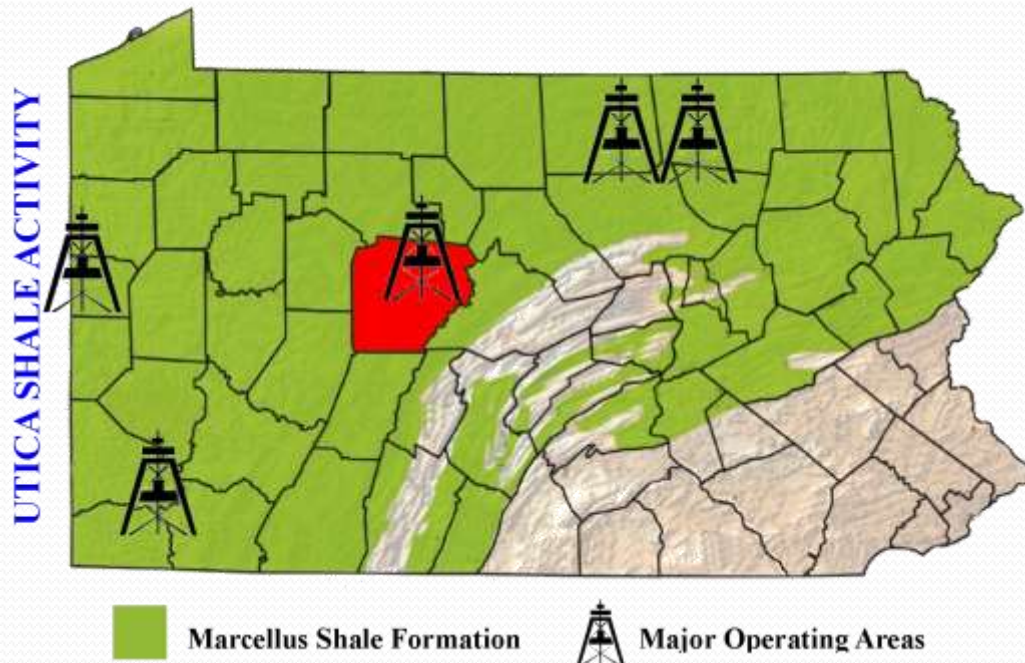 UTICA SHALE ACTIVITY
Marcellus Shale Formation
Major Operating Areas